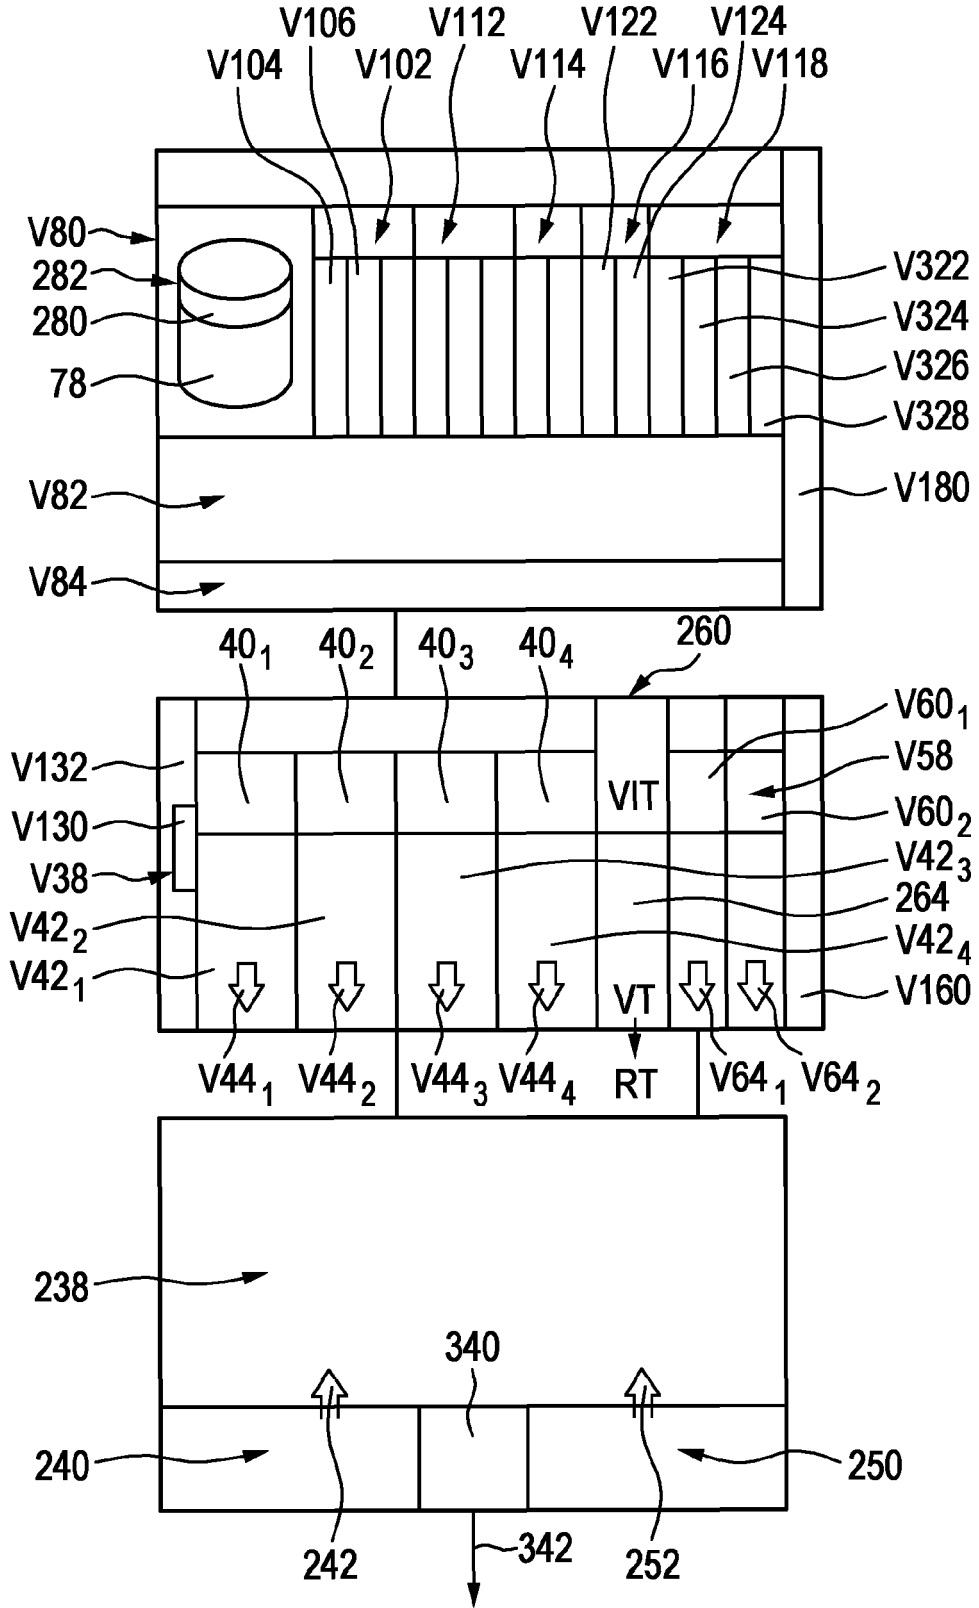 V106 V112 V122 V124
V104 V102 V114 V116 V118
V80
282
280
78
V322
V324
V326
V328
V82
V180
V84
40₁ 40₂ 40₃ 40₄ 260
V60₁
V132
VIT
V58
V130
V60₂
V38
V42₃
264
V42₂
V42₄
V42₁
VT
V160
V44₁ V44₂ V44₃ V44₄ RT V64₁ V64₂
238
340
240
250
242
342
252